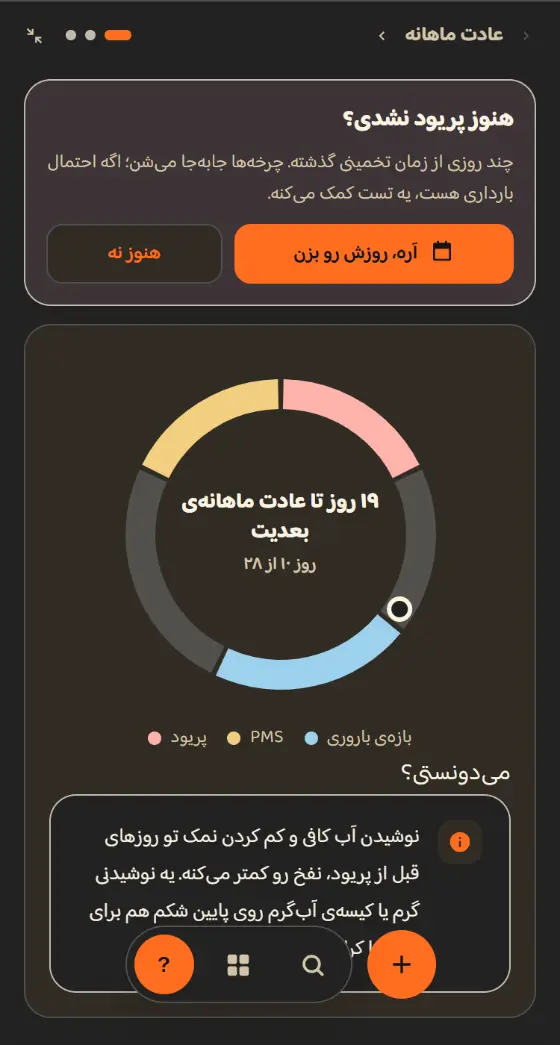 عادت ماهانه
هنوز پریود نشدی؟
چند روزی از زمان تخمینی گذشته. چرخه‌ها جابه‌جا می‌شن؛ اگه احتمال
بارداری هست، یه تست کمک می‌کنه.
آره، روزش رو بزن
هنوز نه
۱۹ روز تا عادت ماهانه‌ی
بعدیت
روز ۱۰ از ۲۸
بازه‌ی باروری
PMS
پریود
می‌دونستی؟
نوشیدن آب کافی و کم کردن نمک تو روزهای
قبل از پریود، نفخ رو کمتر می‌کنه. یه نوشیدنی
گرم یا کیسه‌ی آب‌گرم روی پایین شکم هم برای
?
+